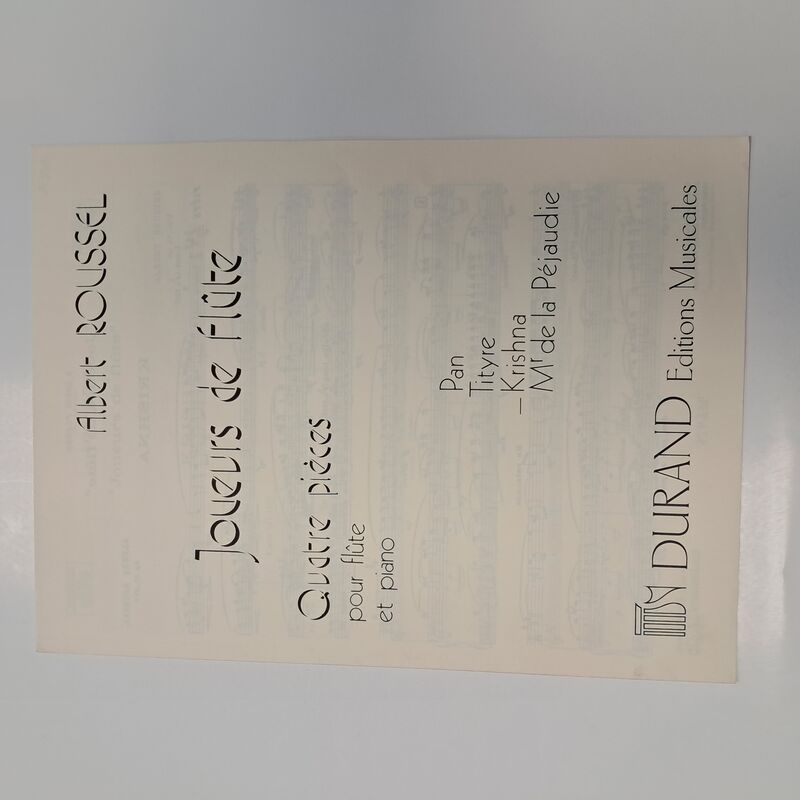 Albert ROUSSEL
Joueurs de flûte
Quatre pièces
pour flûte
et piano
Pan
Tityre
—Krishna
Mr de la Péjaudie
DURAND Editions Musicales